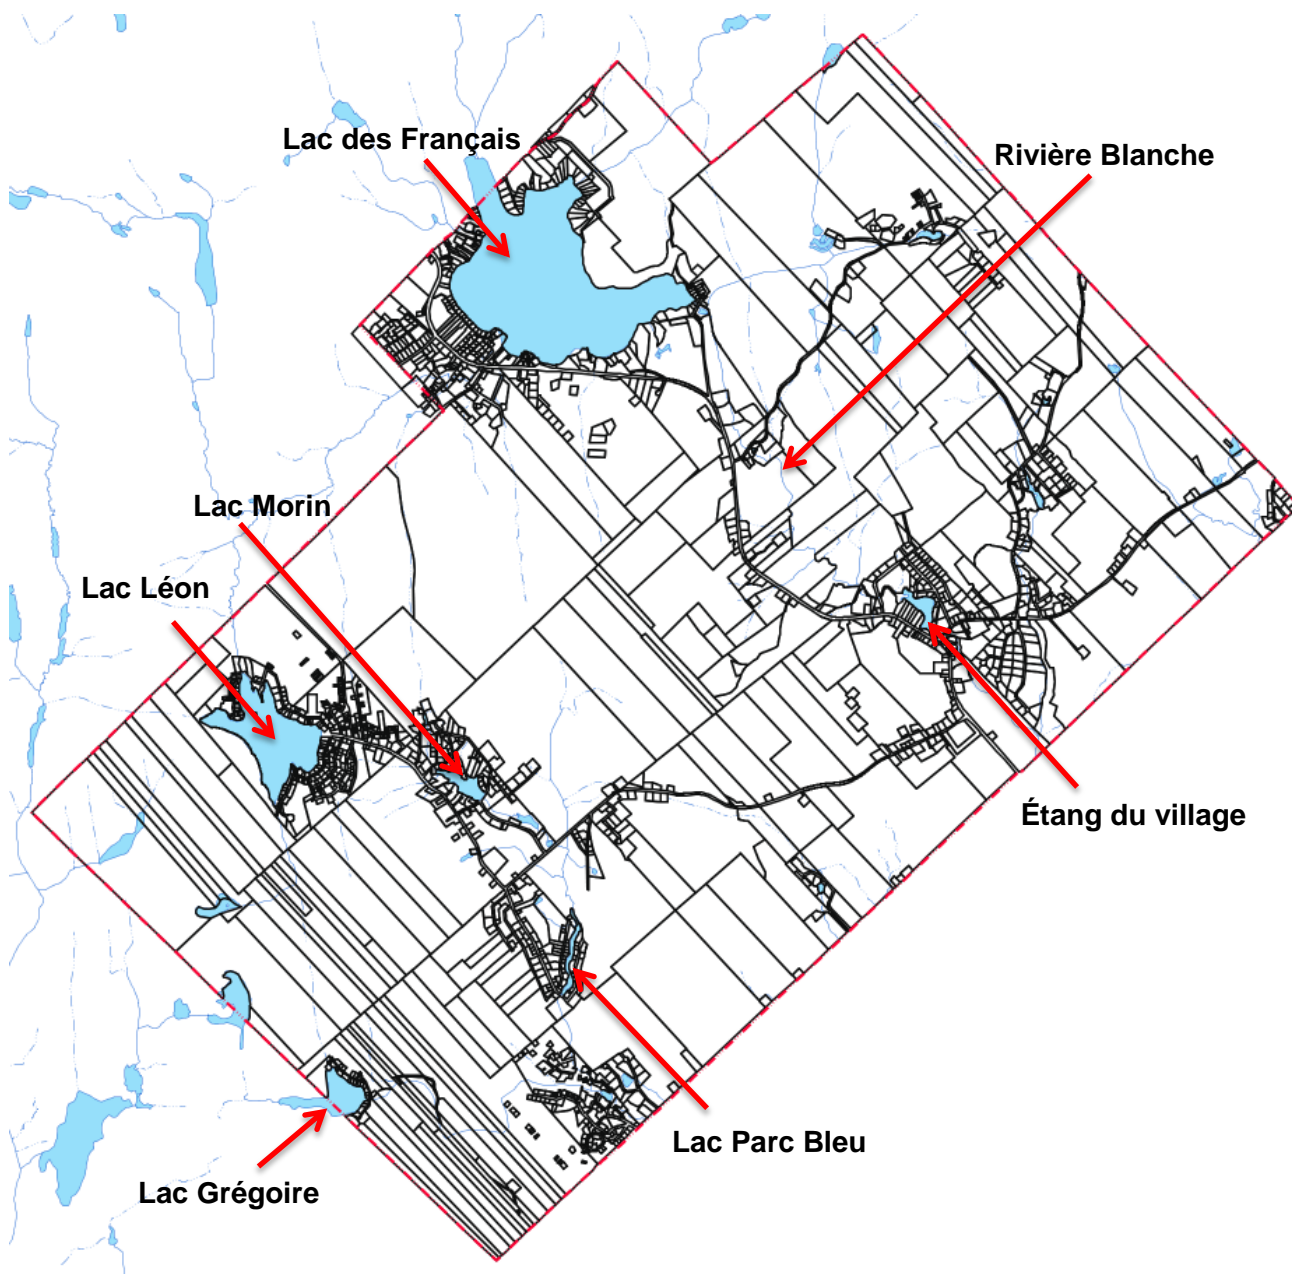 Lac des Français
Rivière Blanche
Lac Morin
Lac Léon
Étang du village
Lac Parc Bleu
Lac Grégoire